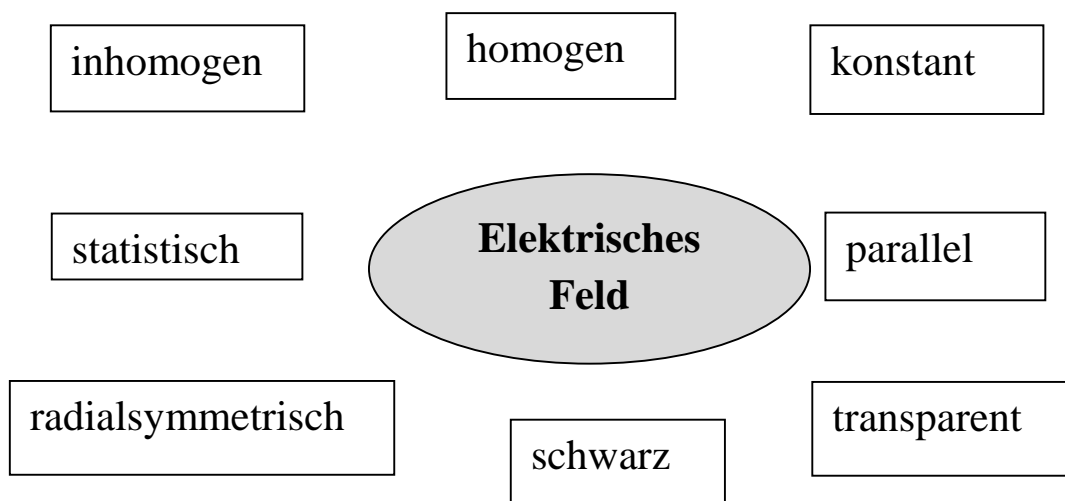 inhomogen
homogen
konstant
statistisch
Elektrisches
Feld
parallel
radialsymmetrisch
schwarz
transparent